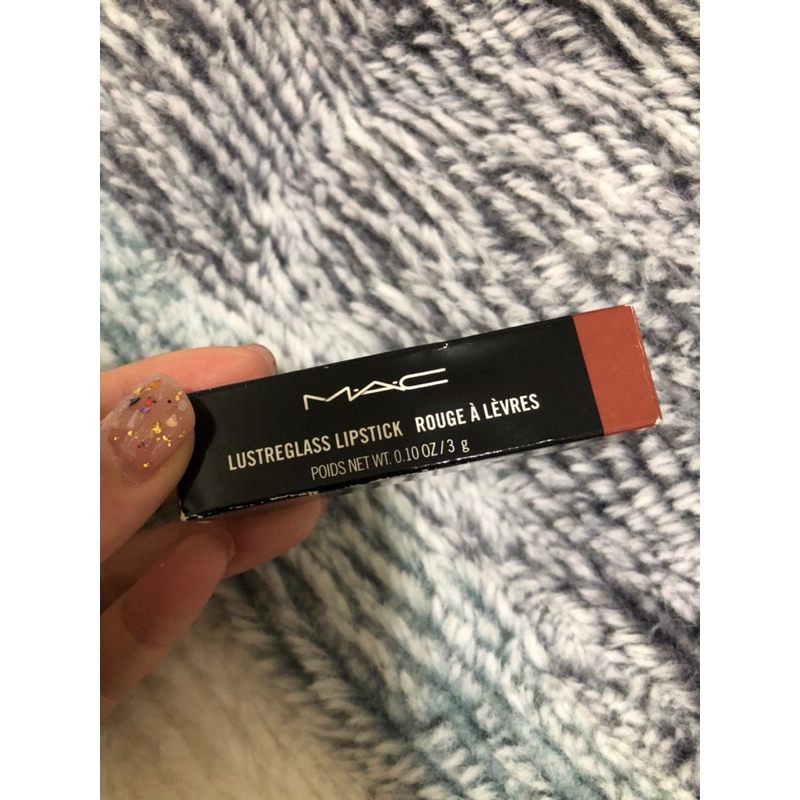 M·A·C
LUSTREGLASS LIPSTICK ROUGE À LÈVRES
POIDS NET WT. 0.10 OZ/3 g